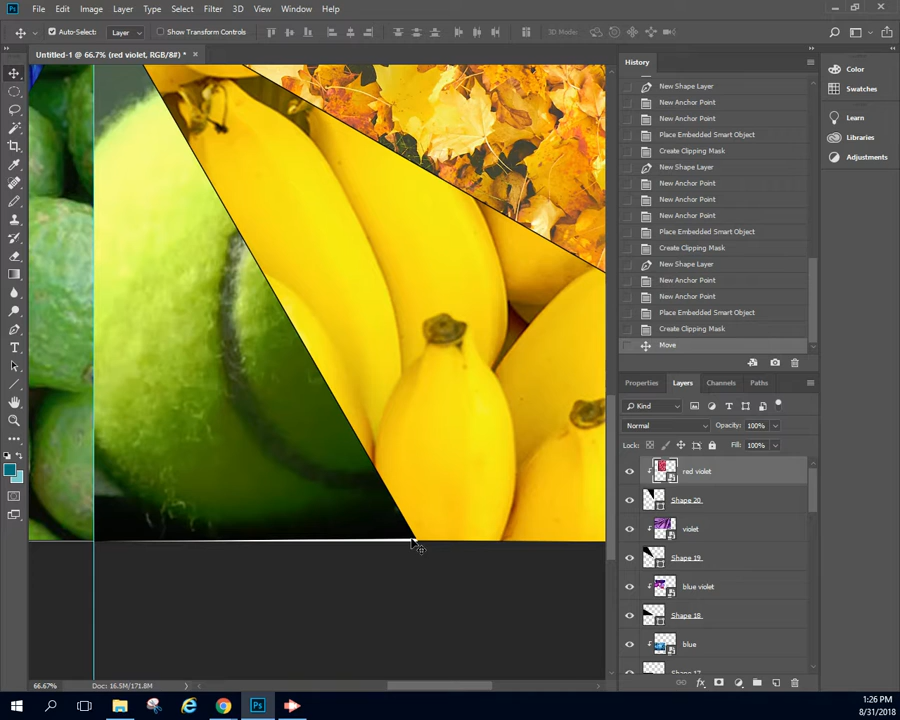 Ps File Edit Image Layer Type Select Filter 3D View Window Help
Auto-Select: Layer Show Transform Controls 3D Mode:
Untitled-1 @ 66.7% (red violet, RGB/8#) * ×
History
New Shape Layer
New Anchor Point
New Anchor Point
Place Embedded Smart Object
Create Clipping Mask
New Shape Layer
New Anchor Point
New Anchor Point
New Anchor Point
Place Embedded Smart Object
Create Clipping Mask
New Shape Layer
New Anchor Point
New Anchor Point
Place Embedded Smart Object
Create Clipping Mask
Move
Color
Swatches
Learn
Libraries
Adjustments
Properties Layers Channels Paths
Kind
Normal Opacity: 100%
Lock: Fill: 100%
red violet
Shape 20
violet
Shape 19
blue violet
Shape 18
blue
Shape 17
66.67% Doc: 16.5M/171.8M
1:26 PM
8/31/2018